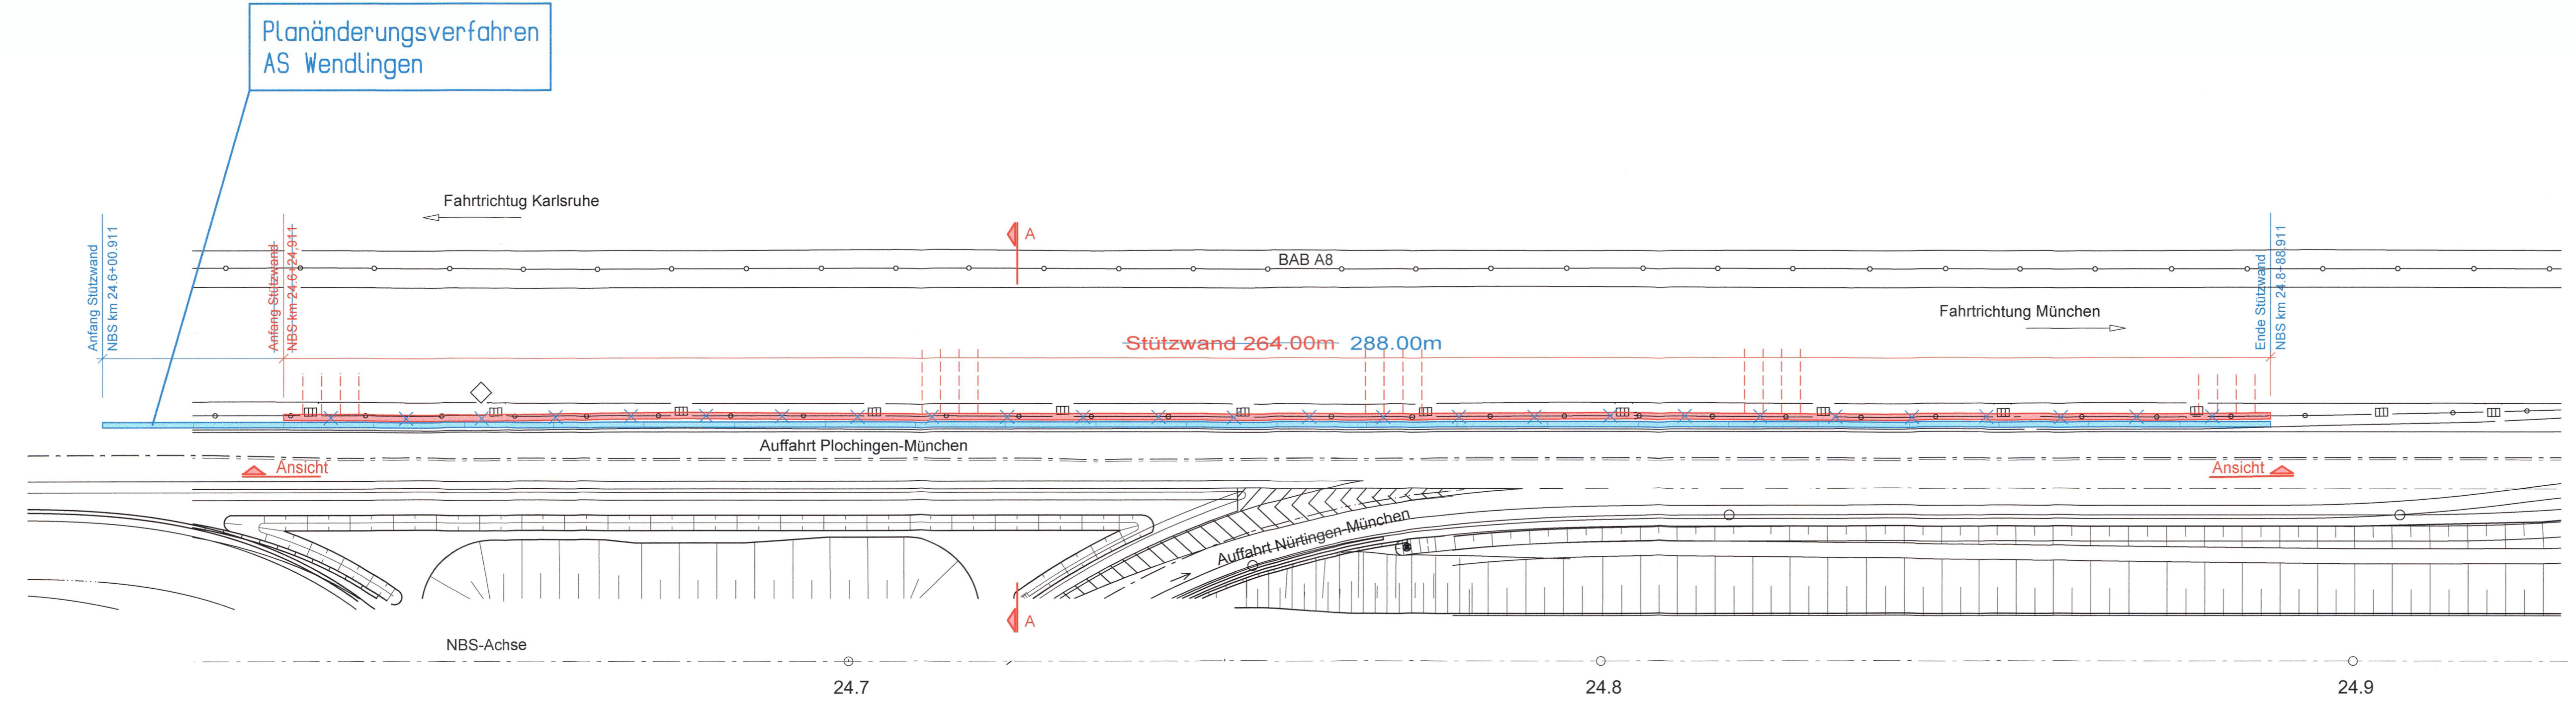 Planänderungsverfahren
AS Wendlingen
Fahrtrichtug Karlsruhe
Anfang Stützwand
NBS km 24.6+00.911
Anfang Stützwand
NBS km 24.6+24.911
A
BAB A8
Fahrtrichtung München
Ende Stützwand
NBS km 24.8+88.911
Stützwand 264.00m 288.00m
Auffahrt Plochingen-München
Ansicht
Ansicht
Auffahrt Nürtingen-München
A
NBS-Achse
24.7
24.8
24.9